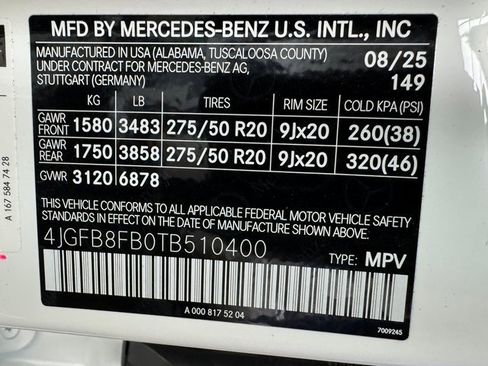 MFD BY MERCEDES-BENZ U.S. INTL., INC
MANUFACTURED IN USA (ALABAMA, TUSCALOOSA COUNTY)
UNDER CONTRACT FOR MERCEDES-BENZ AG,
STUTTGART (GERMANY)
08/25
149
KG LB TIRES RIM SIZE COLD KPA (PSI)
GAWR FRONT 1580 3483 275/50 R20 9Jx20 260(38)
GAWR REAR 1750 3858 275/50 R20 9Jx20 320(46)
GVWR 3120 6878
THIS VEHICLE CONFORMS TO ALL APPLICABLE FEDERAL MOTOR VEHICLE SAFETY
STANDARDS IN EFFECT ON THE DATE OF MANUFACTURE SHOWN ABOVE.
4JGFB8FB0TB510400
TYPE: MPV
A 000 817 52 04
7009245
A 167 584 74 28